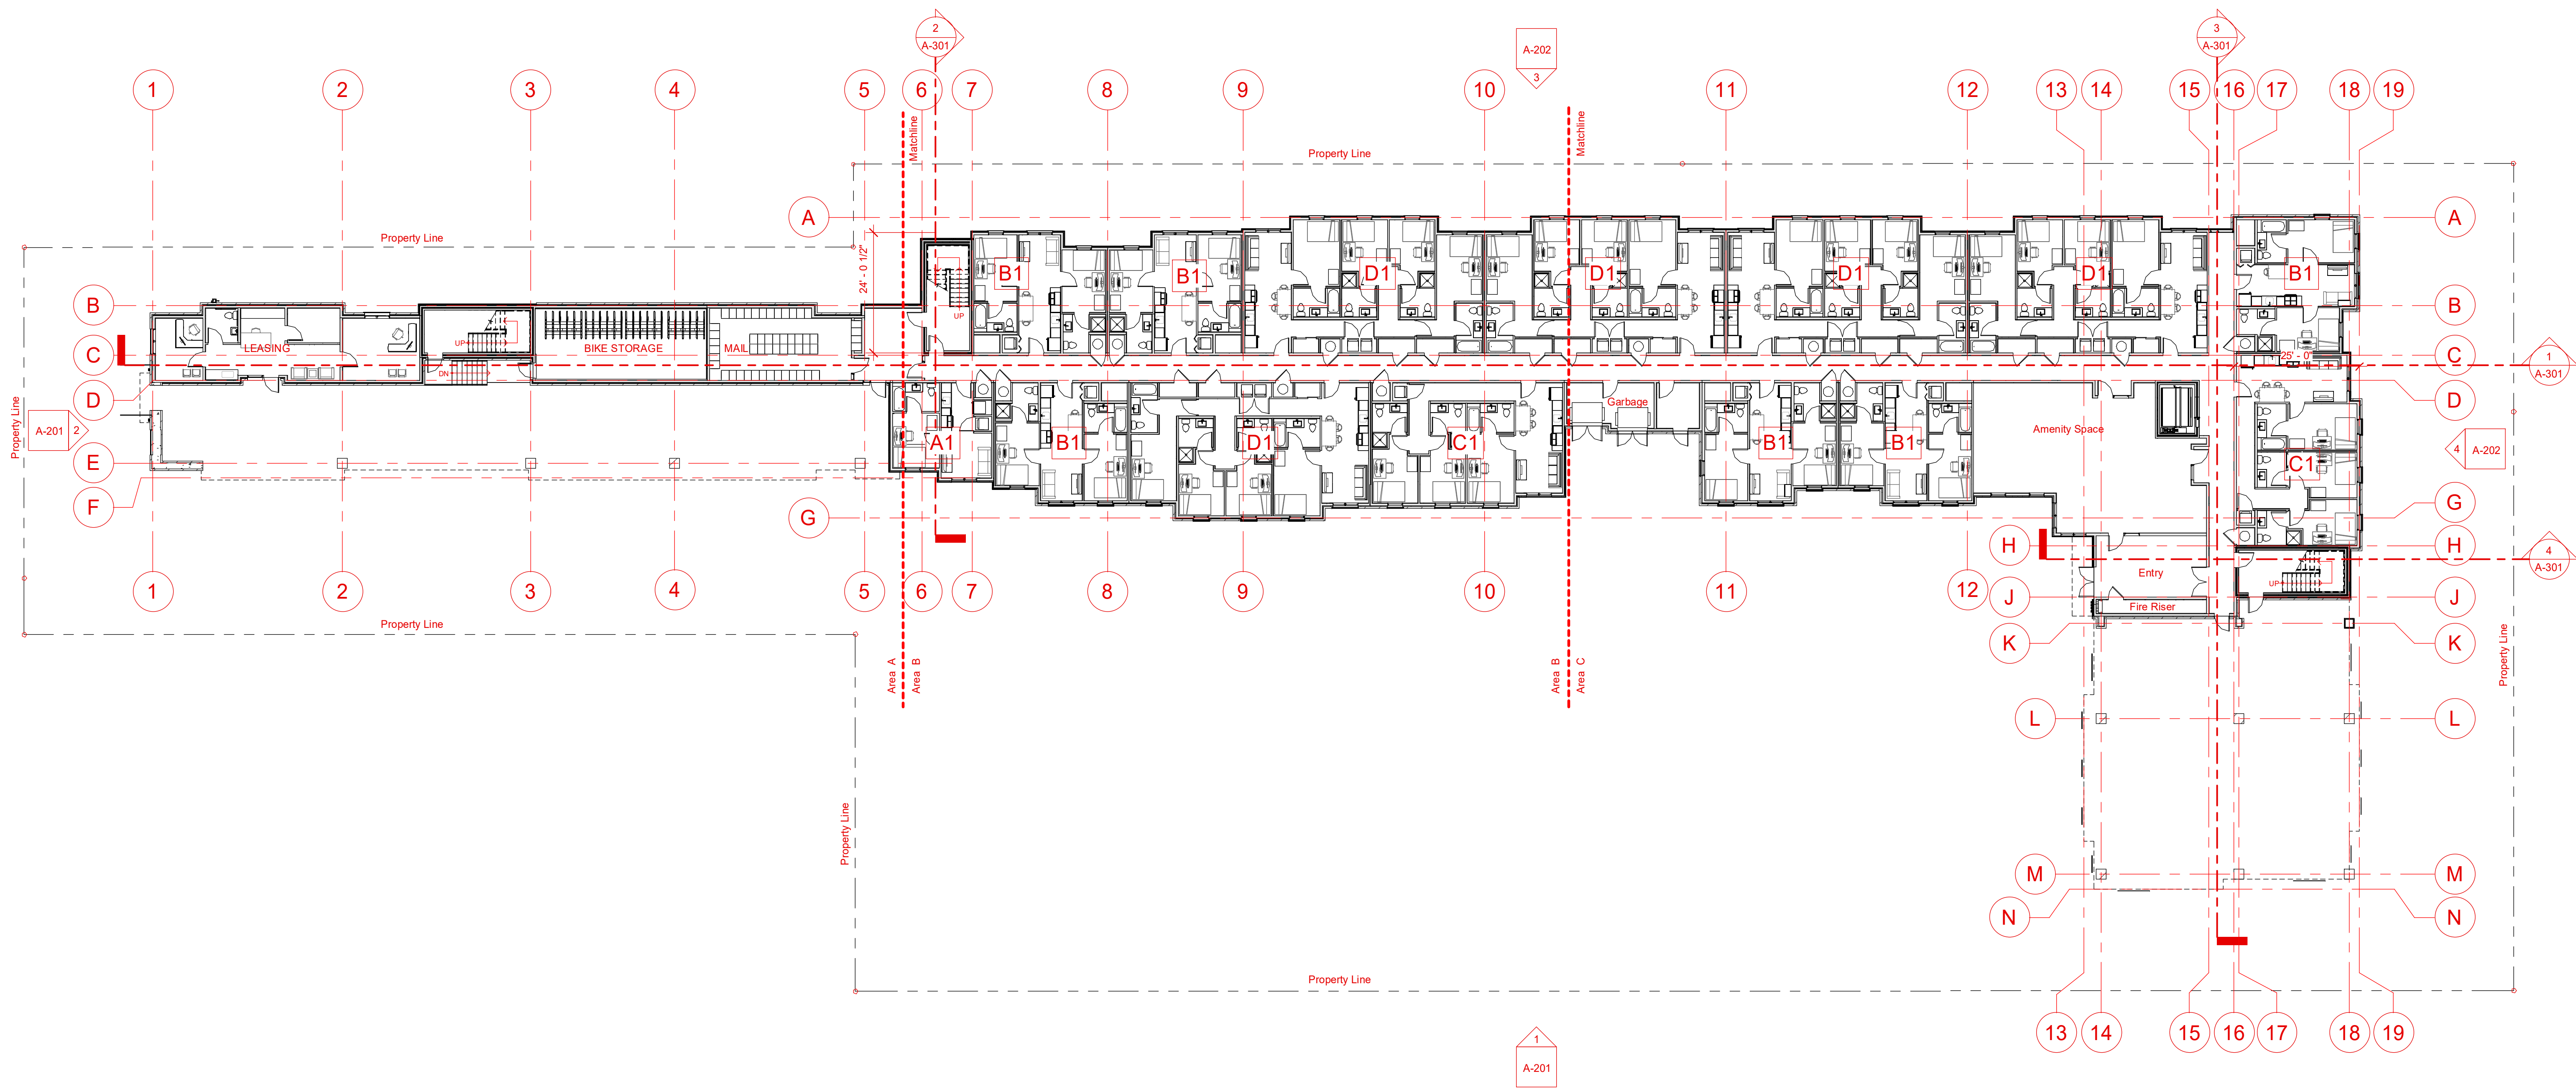 2
A-301
A-202
3
3
A-301
1 2 3 4 5 6 7 8 9 10 11 12 13 14 15 16 17 18 19
Matchline
Matchline
Property Line
A
A
Property Line
24' - 0 1/2"
B1
B1
D1
D1
D1
D1
B1
B
B
UP
LEASING
UP
BIKE STORAGE
MAIL
C
25' - 0"
C
1
A-301
DN
D
D
Property Line
A-201
2
Garbage
Amenity Space
A1
B1
D1
C1
B1
B1
4
A-202
C1
E
F
G
G
H
H
4
A-301
Entry
UP
1 2 3 4 5 6 7 8 9 10 11 12
J
Fire Riser
J
Property Line
K
K
Area A
Area B
Area B
Area C
Property Line
L
L
Property Line
M
M
N
N
Property Line
13 14 15 16 17 18 19
1
A-201